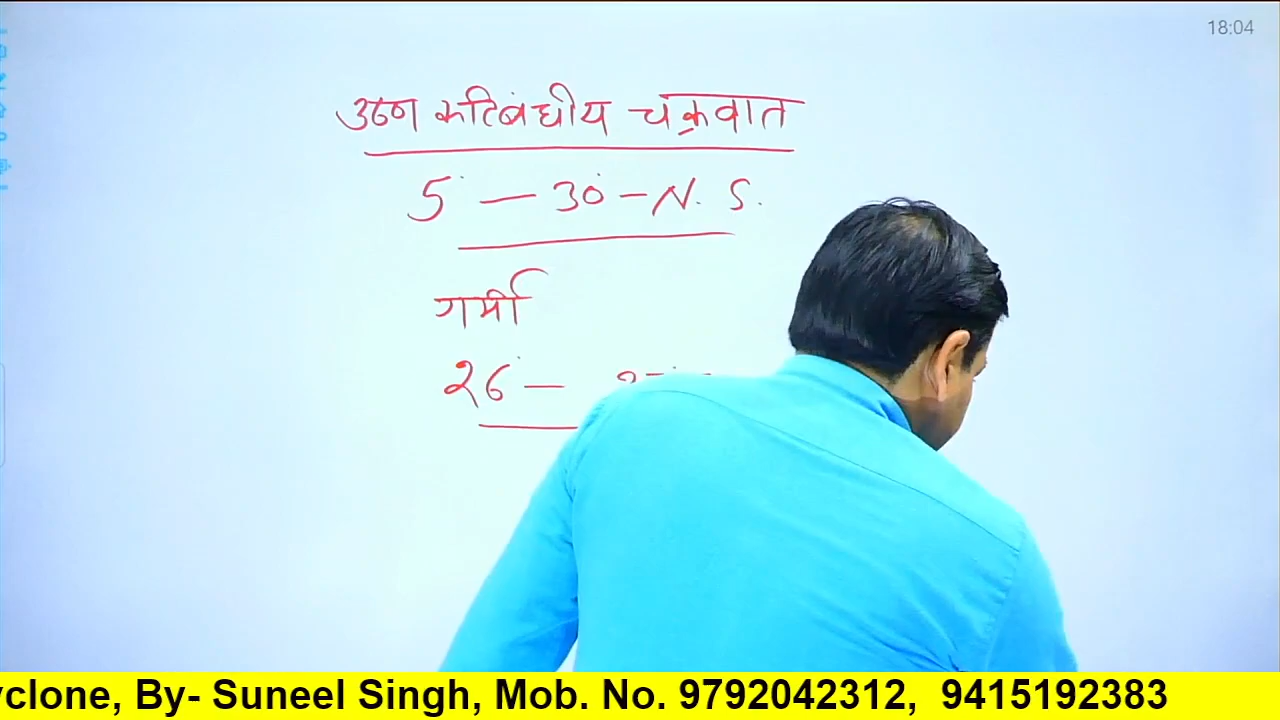 18:04
उष्ण कटिबंधीय चक्रवात
5° — 30° - N. S.
गर्मी
26° —
yclone, By- Suneel Singh, Mob. No. 9792042312, 9415192383